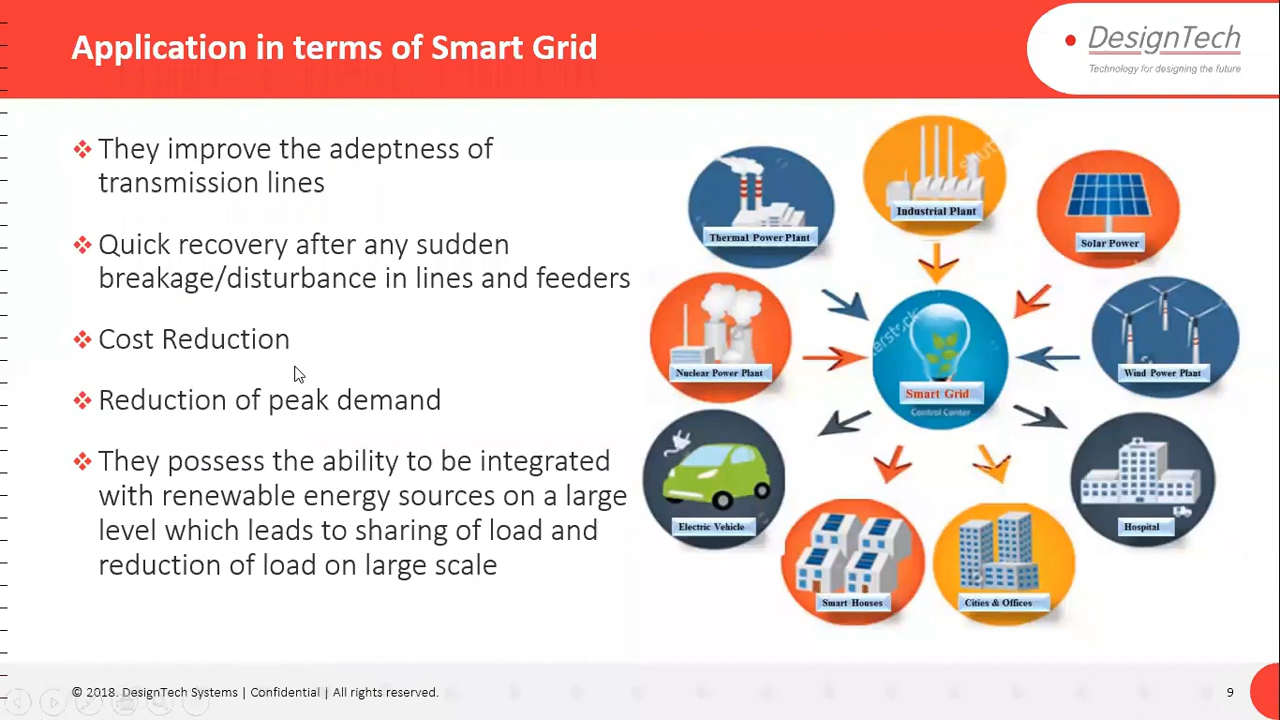 Application in terms of Smart Grid
DesignTech
Technology for designing the future
❖ They improve the adeptness of
transmission lines
❖ Quick recovery after any sudden
breakage/disturbance in lines and feeders
❖ Cost Reduction
❖ Reduction of peak demand
❖ They possess the ability to be integrated
with renewable energy sources on a large
level which leads to sharing of load and
reduction of load on large scale
Industrial Plant
Thermal Power Plant
Solar Power
Nuclear Power Plant
Wind Power Plant
Smart Grid
Control Center
Electric Vehicle
Hospital
Smart Houses
Cities & Offices
© 2018. DesignTech Systems | Confidential | All rights reserved.
9